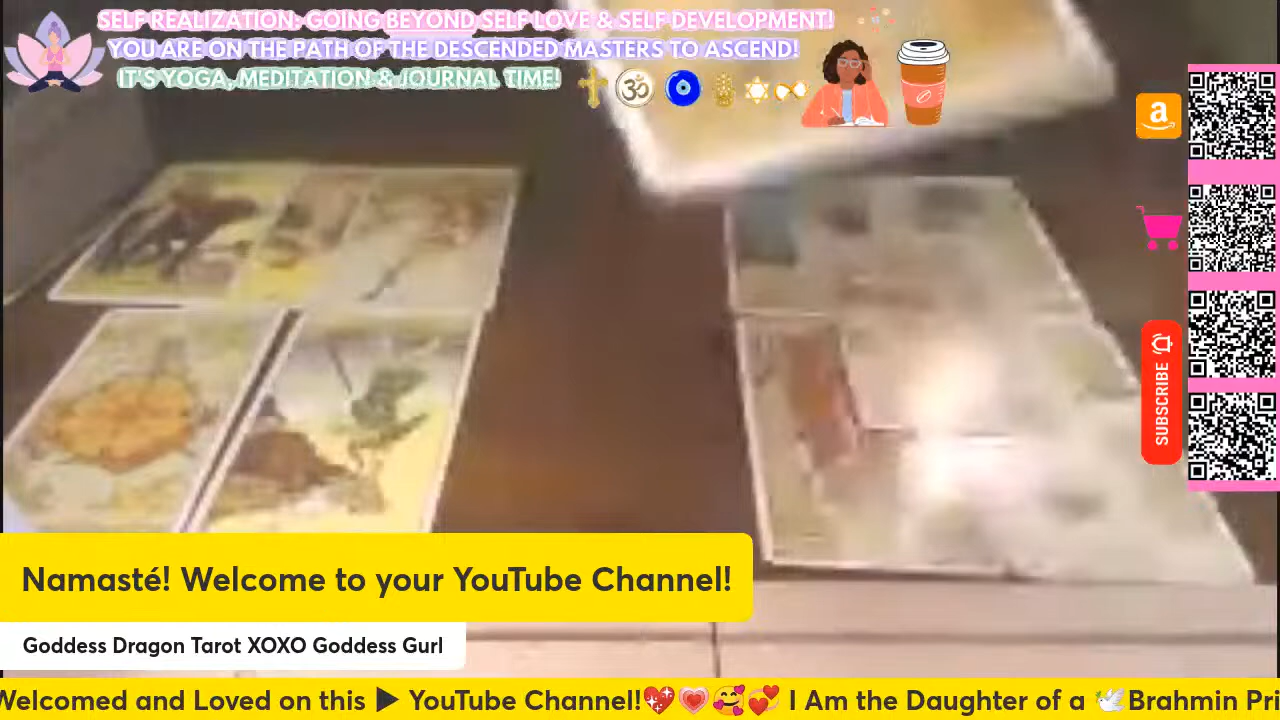 SELF REALIZATION: GOING BEYOND SELF LOVE & SELF DEVELOPMENT!
YOU ARE ON THE PATH OF THE DESCENDED MASTERS TO ASCEND!
IT'S YOGA, MEDITATION & JOURNAL TIME!
SUBSCRIBE
Namasté! Welcome to your YouTube Channel!
Goddess Dragon Tarot XOXO Goddess Gurl
Welcomed and Loved on this ▶ YouTube Channel!💖💗🥰💞 I Am the Daughter of a 🕊️Brahmin Pri